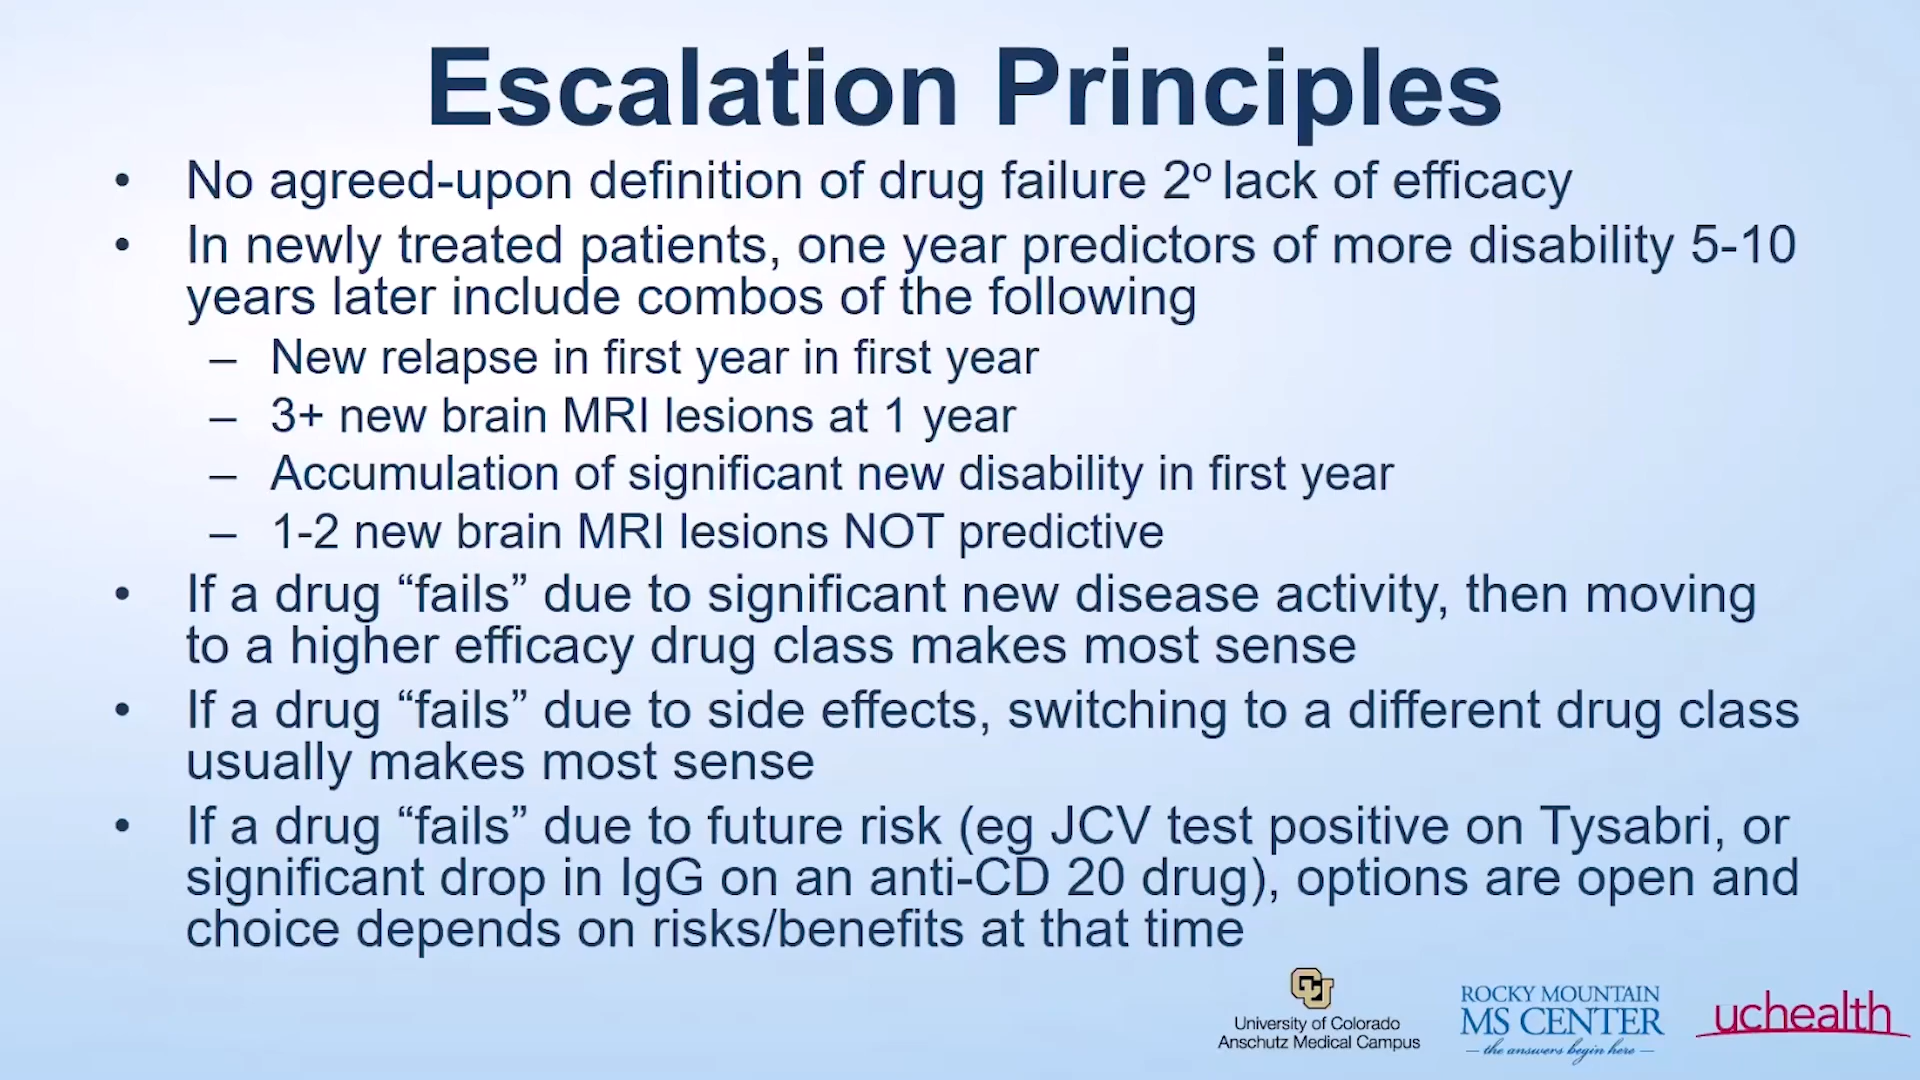 Escalation Principles
• No agreed-upon definition of drug failure 2º lack of efficacy
• In newly treated patients, one year predictors of more disability 5-10
years later include combos of the following
– New relapse in first year in first year
– 3+ new brain MRI lesions at 1 year
– Accumulation of significant new disability in first year
– 1-2 new brain MRI lesions NOT predictive
• If a drug “fails” due to significant new disease activity, then moving
to a higher efficacy drug class makes most sense
• If a drug “fails” due to side effects, switching to a different drug class
usually makes most sense
• If a drug “fails” due to future risk (eg JCV test positive on Tysabri, or
significant drop in IgG on an anti-CD 20 drug), options are open and
choice depends on risks/benefits at that time
CU
University of Colorado
Anschutz Medical Campus
ROCKY MOUNTAIN
MS CENTER
— the answers begin here —
uchealth